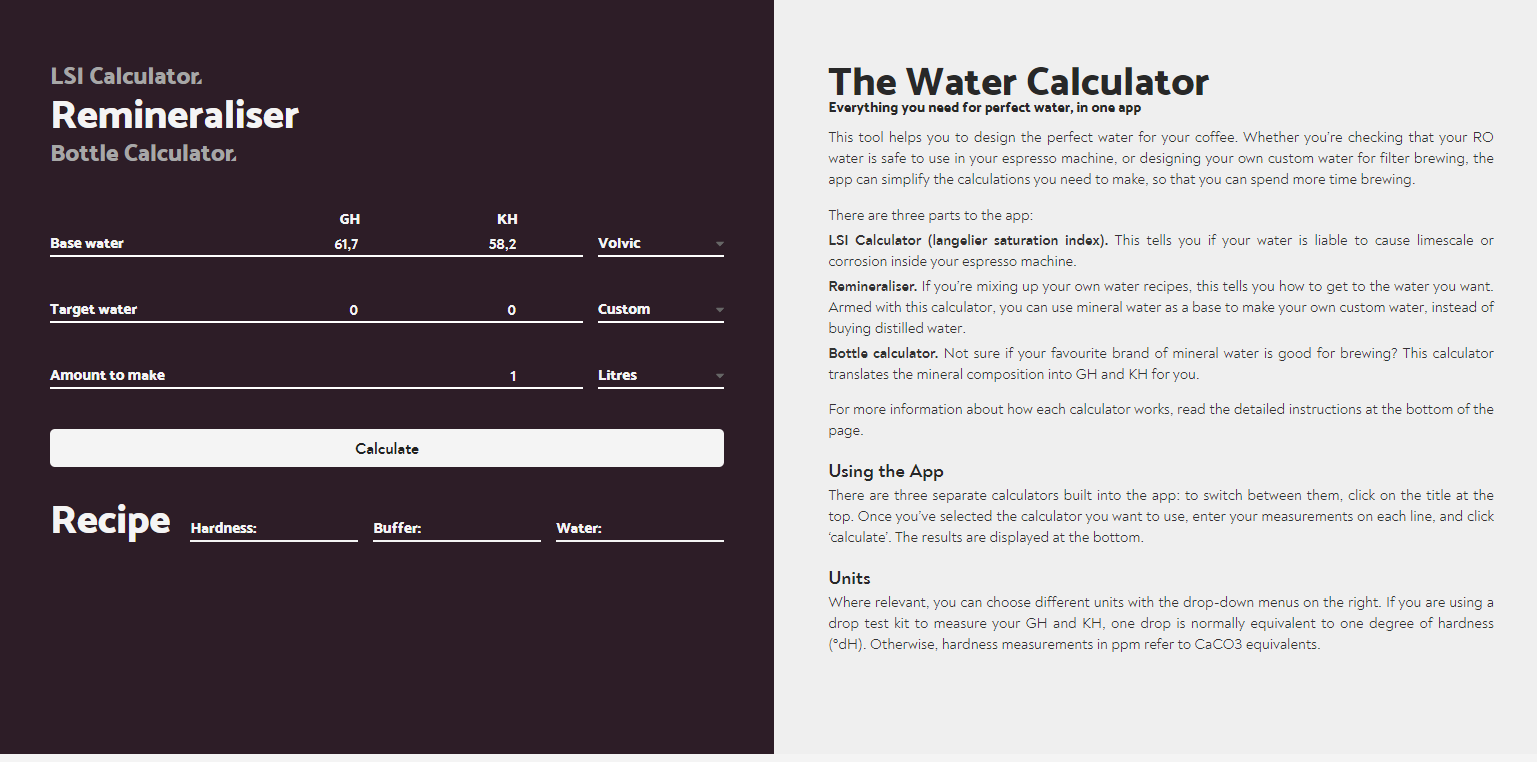 LSI Calculator.
Remineraliser
Bottle Calculator.
GH KH
Base water 61,7 58,2 Volvic
Target water 0 0 Custom
Amount to make 1 Litres
Calculate
Recipe Hardness: Buffer: Water:
The Water Calculator
Everything you need for perfect water, in one app
This tool helps you to design the perfect water for your coffee. Whether you're checking that your RO
water is safe to use in your espresso machine, or designing your own custom water for filter brewing, the
app can simplify the calculations you need to make, so that you can spend more time brewing.
There are three parts to the app:
LSI Calculator (langelier saturation index). This tells you if your water is liable to cause limescale or
corrosion inside your espresso machine.
Remineraliser. If you're mixing up your own water recipes, this tells you how to get to the water you want.
Armed with this calculator, you can use mineral water as a base to make your own custom water, instead of
buying distilled water.
Bottle calculator. Not sure if your favourite brand of mineral water is good for brewing? This calculator
translates the mineral composition into GH and KH for you.
For more information about how each calculator works, read the detailed instructions at the bottom of the
page.
Using the App
There are three separate calculators built into the app: to switch between them, click on the title at the
top. Once you've selected the calculator you want to use, enter your measurements on each line, and click
'calculate'. The results are displayed at the bottom.
Units
Where relevant, you can choose different units with the drop-down menus on the right. If you are using a
drop test kit to measure your GH and KH, one drop is normally equivalent to one degree of hardness
(°dH). Otherwise, hardness measurements in ppm refer to CaCO3 equivalents.